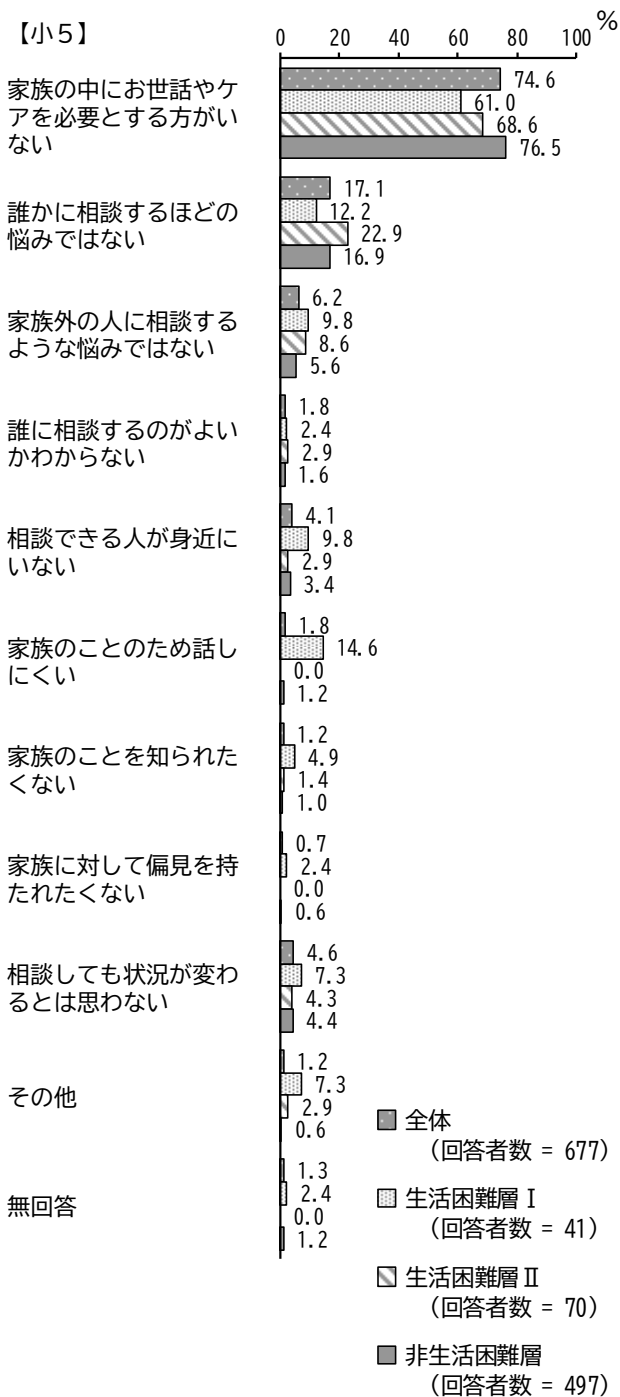 【小５】
%
0 20 40 60 80 100
家族の中にお世話やケ
アを必要とする方がい
ない
74.6
61.0
68.6
76.5
誰かに相談するほどの
悩みではない
17.1
12.2
22.9
16.9
家族外の人に相談する
ような悩みではない
6.2
9.8
8.6
5.6
誰に相談するのがよい
かわからない
1.8
2.4
2.9
1.6
相談できる人が身近に
いない
4.1
9.8
2.9
3.4
家族のことのため話し
にくい
1.8
14.6
0.0
1.2
家族のことを知られた
くない
1.2
4.9
1.4
1.0
家族に対して偏見を持
たれたくない
0.7
2.4
0.0
0.6
相談しても状況が変わ
るとは思わない
4.6
7.3
4.3
4.4
その他
1.2
7.3
2.9
0.6
無回答
1.3
2.4
0.0
1.2
全体
（回答者数 = 677）
生活困難層Ⅰ
（回答者数 = 41）
生活困難層Ⅱ
（回答者数 = 70）
非生活困難層
（回答者数 = 497）